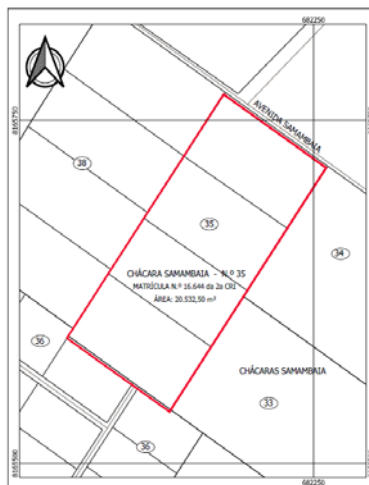 682250
8165750
AVENIDA SAMAMBAIA
38
35
34
CHÁCARA SAMAMBAIA - N.º 35
MATRÍCULA N.º 16.644 da 2a CRI
ÁREA: 20.532,50 m²
36
CHÁCARAS SAMAMBAIA
33
36
8165500
682250